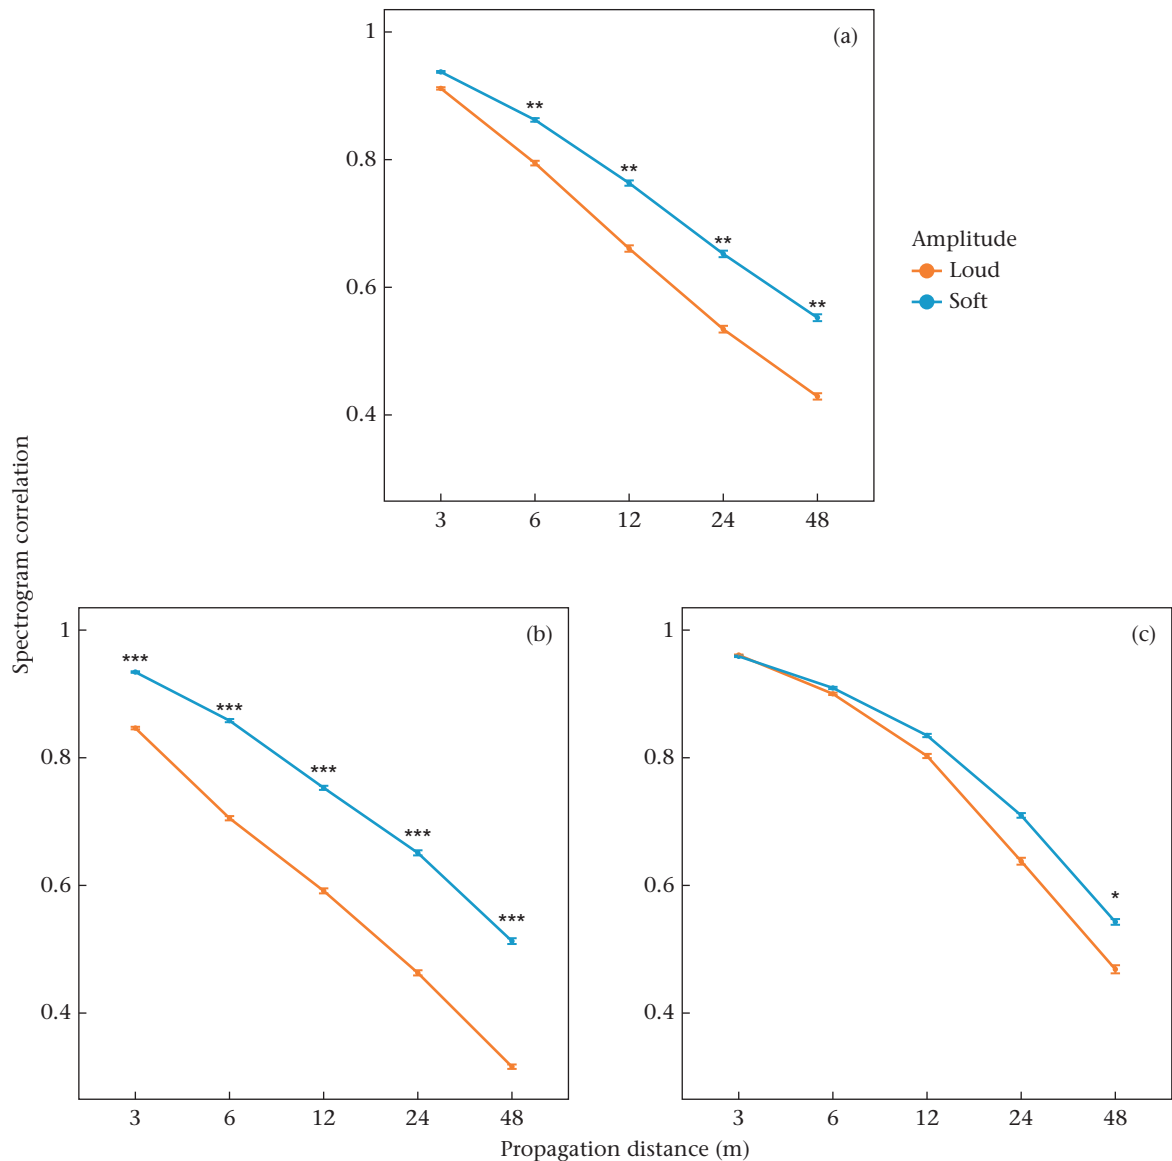 1
(a)
**
0.8
**
Amplitude
**
Loud
0.6
Soft
**
0.4
3 6 12 24 48
Spectrogram correlation
1
(b)
***
***
0.8
***
***
0.6
***
0.4
3 6 12 24 48
1
(c)
0.8
0.6
*
0.4
3 6 12 24 48
Propagation distance (m)